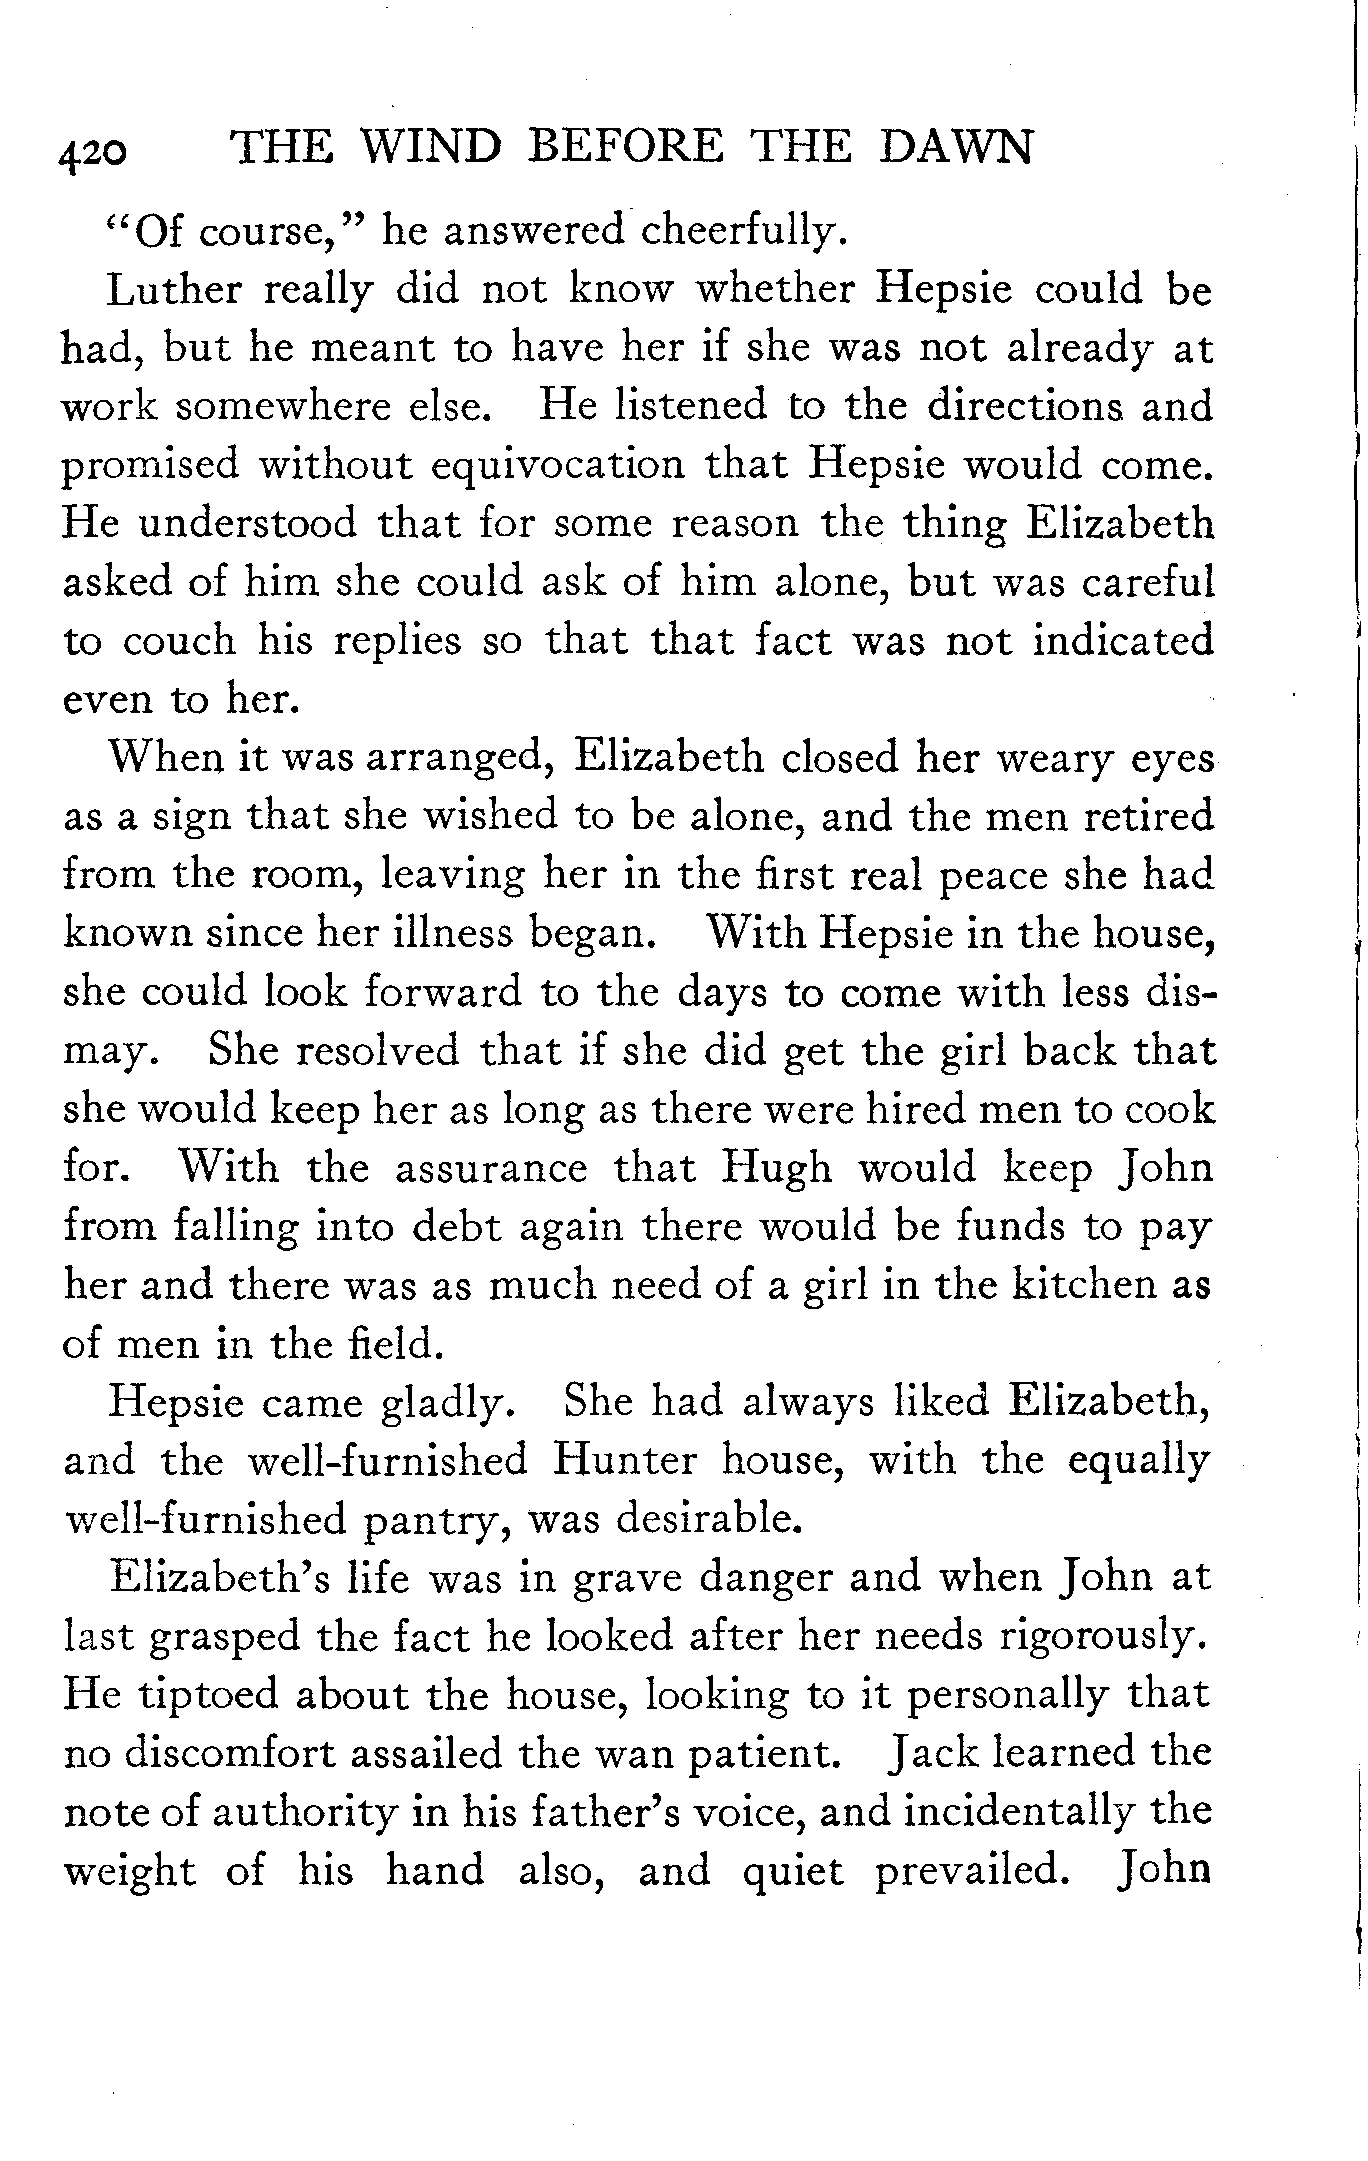 420 THE WIND BEFORE THE DAWN
“Of course,” he answered cheerfully.
Luther really did not know whether Hepsie could be
had, but he meant to have her if she was not already at
work somewhere else. He listened to the directions and
promised without equivocation that Hepsie would come.
He understood that for some reason the thing Elizabeth
asked of him she could ask of him alone, but was careful
to couch his replies so that that fact was not indicated
even to her.
When it was arranged, Elizabeth closed her weary eyes
as a sign that she wished to be alone, and the men retired
from the room, leaving her in the first real peace she had
known since her illness began. With Hepsie in the house,
she could look forward to the days to come with less dis-
may. She resolved that if she did get the girl back that
she would keep her as long as there were hired men to cook
for. With the assurance that Hugh would keep John
from falling into debt again there would be funds to pay
her and there was as much need of a girl in the kitchen as
of men in the field.
Hepsie came gladly. She had always liked Elizabeth,
and the well-furnished Hunter house, with the equally
well-furnished pantry, was desirable.
Elizabeth’s life was in grave danger and when John at
last grasped the fact he looked after her needs rigorously.
He tiptoed about the house, looking to it personally that
no discomfort assailed the wan patient. Jack learned the
note of authority in his father’s voice, and incidentally the
weight of his hand also, and quiet prevailed. John